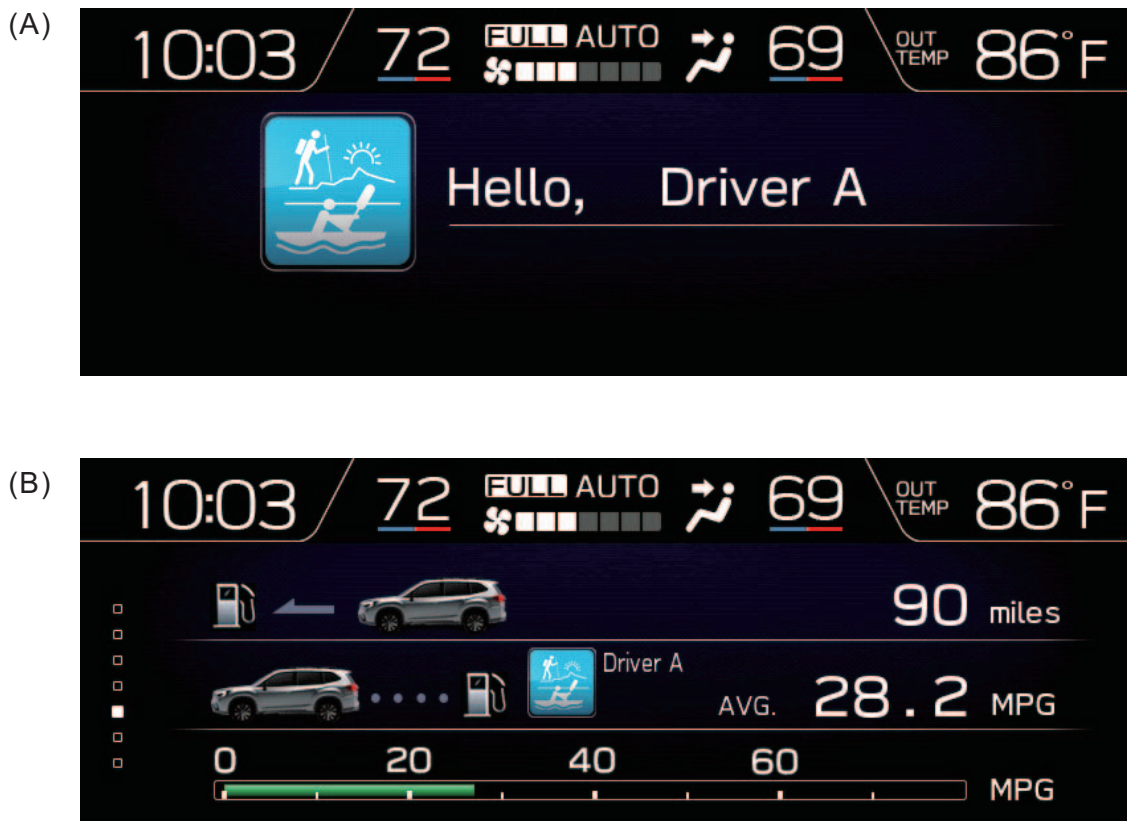 (A)
10:03 72 FULL AUTO 69 OUT TEMP 86°F
Hello, Driver A
(B)
10:03 72 FULL AUTO 69 OUT TEMP 86°F
90 miles
Driver A
AVG. 28.2 MPG
0 20 40 60
MPG